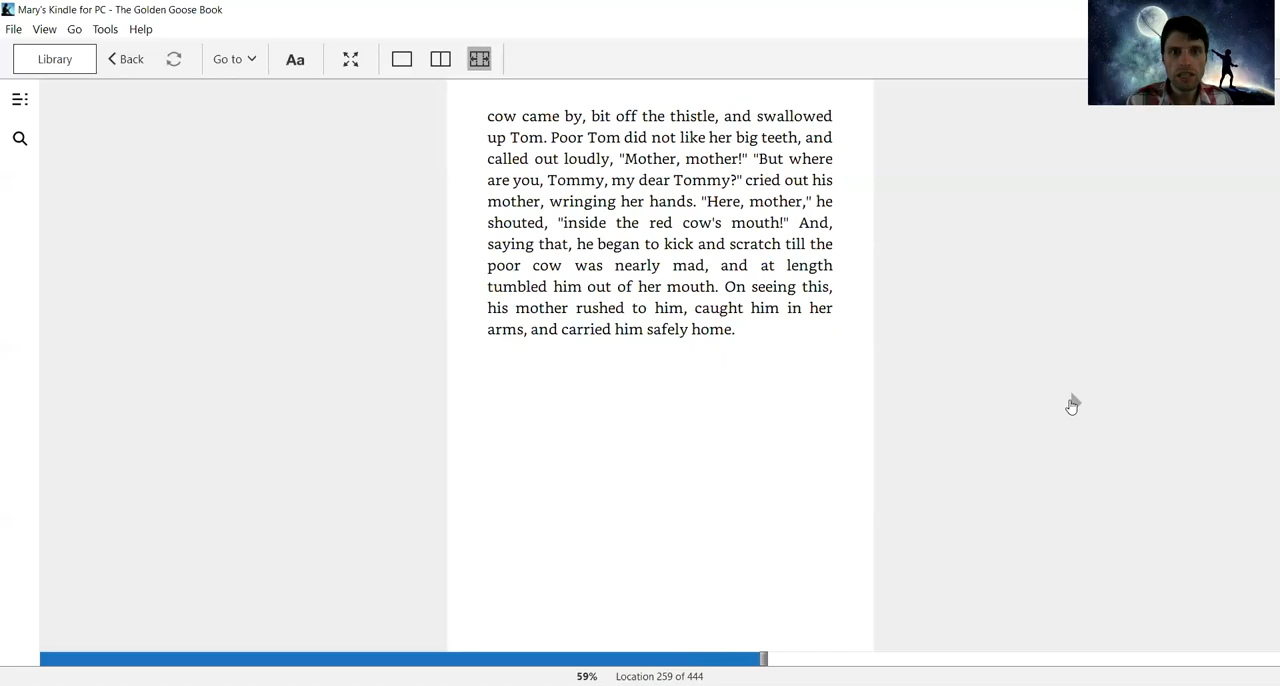 Mary's Kindle for PC - The Golden Goose Book
File View Go Tools Help
Library Back Go to Aa
cow came by, bit off the thistle, and swallowed
up Tom. Poor Tom did not like her big teeth, and
called out loudly, "Mother, mother!" "But where
are you, Tommy, my dear Tommy?" cried out his
mother, wringing her hands. "Here, mother," he
shouted, "inside the red cow's mouth!" And,
saying that, he began to kick and scratch till the
poor cow was nearly mad, and at length
tumbled him out of her mouth. On seeing this,
his mother rushed to him, caught him in her
arms, and carried him safely home.
59% Location 259 of 444